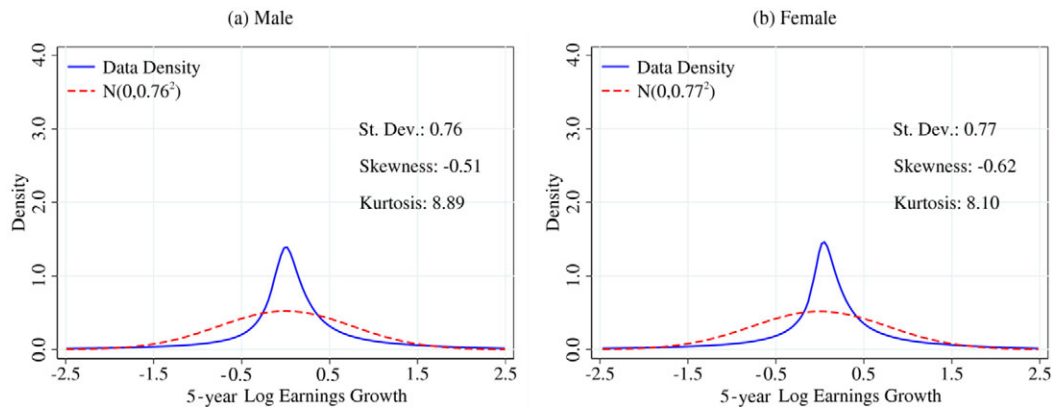 (a) Male
4.0
Data Density
N(0,0.76²)
3.0
St. Dev.: 0.76
Skewness: -0.51
2.0
Kurtosis: 8.89
Density
1.0
0.0
-2.5 -1.5 -0.5 0.5 1.5 2.5
5-year Log Earnings Growth
(b) Female
4.0
Data Density
N(0,0.77²)
3.0
St. Dev.: 0.77
Skewness: -0.62
2.0
Kurtosis: 8.10
Density
1.0
0.0
-2.5 -1.5 -0.5 0.5 1.5 2.5
5-year Log Earnings Growth